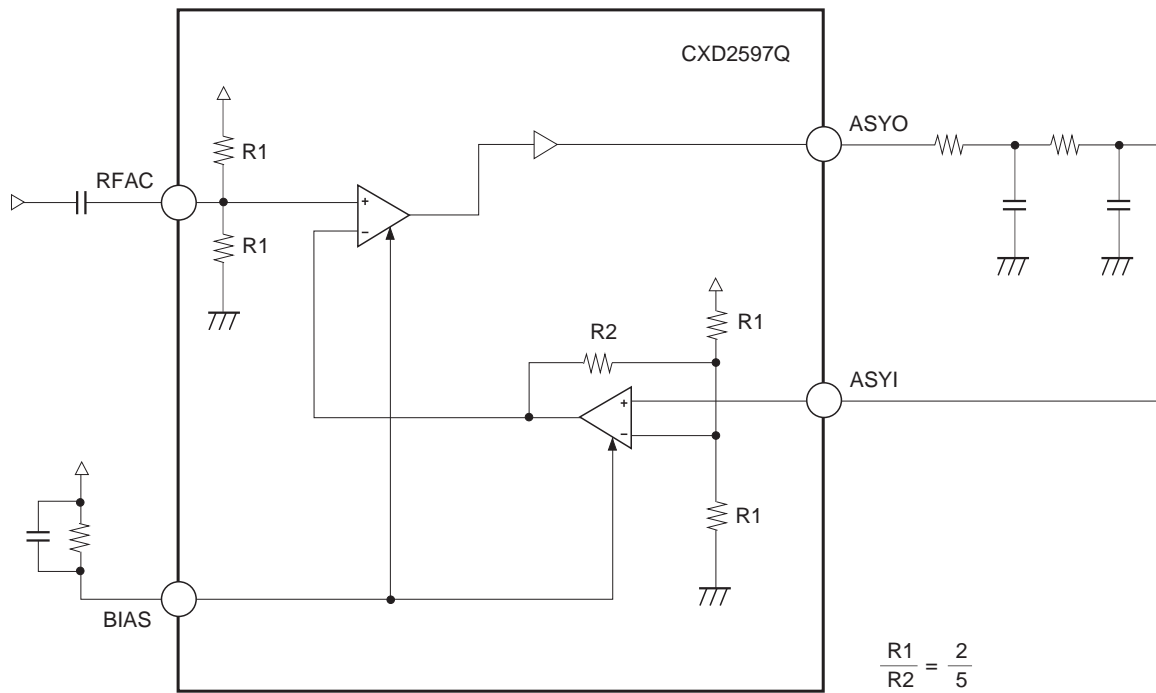 CXD2597Q
ASYO
R1
RFAC
+
−
R1
R1
R2
ASYI
+
−
R1
BIAS
R1
R2
=
2
5